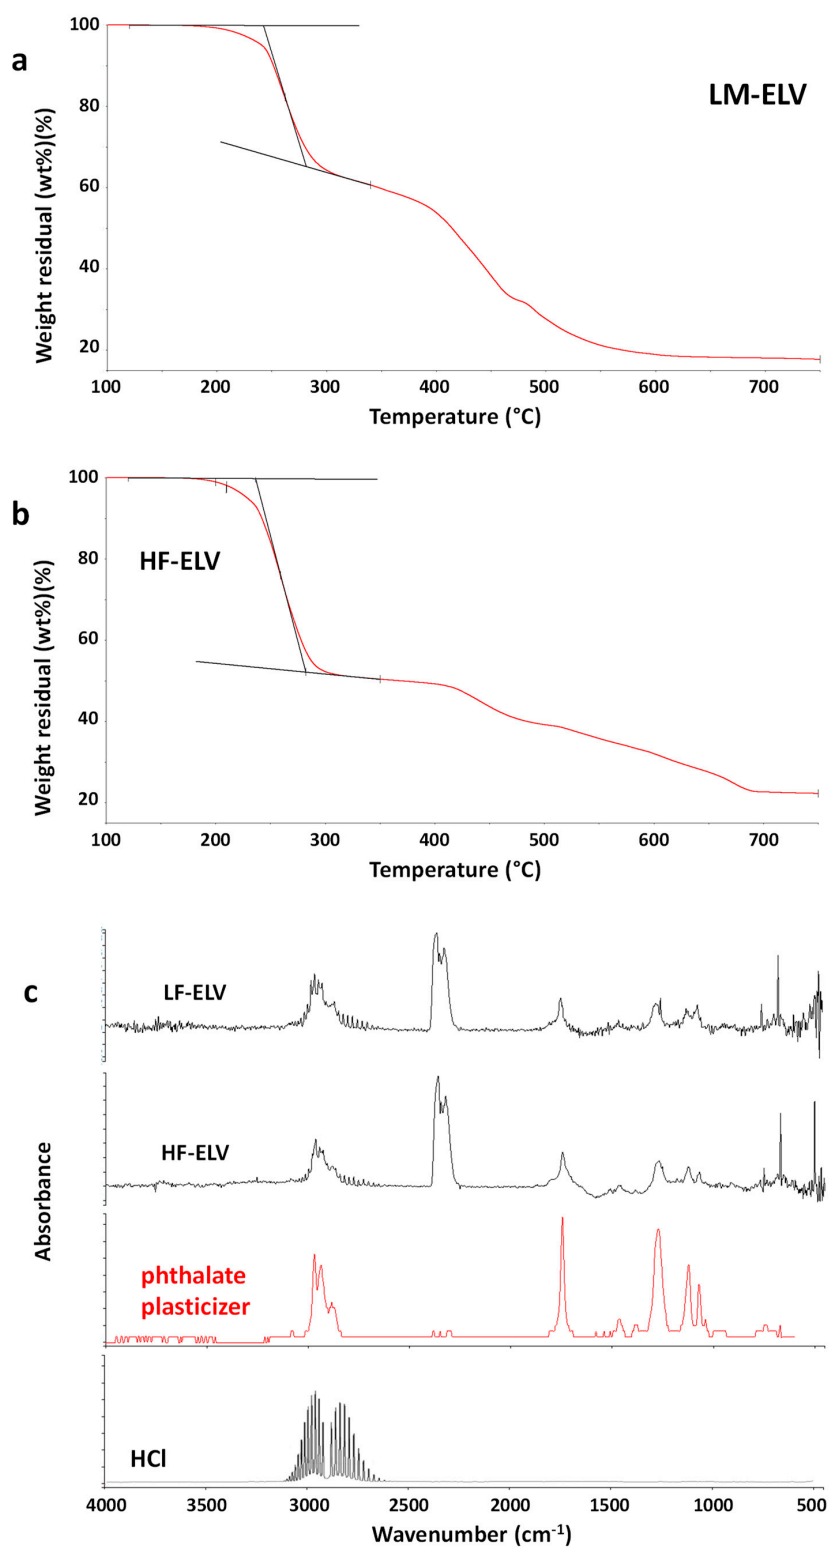 a
LM-ELV
Weight residual (wt%)(%)
100
80
60
40
20
100 200 300 400 500 600 700
Temperature (°C)
b
HF-ELV
Weight residual (wt%)(%)
100
80
60
40
20
100 200 300 400 500 600 700
Temperature (°C)
c
LF-ELV
HF-ELV
Absorbance
phthalate
plasticizer
HCl
4000 3500 3000 2500 2000 1500 1000 450
Wavenumber (cm⁻¹)